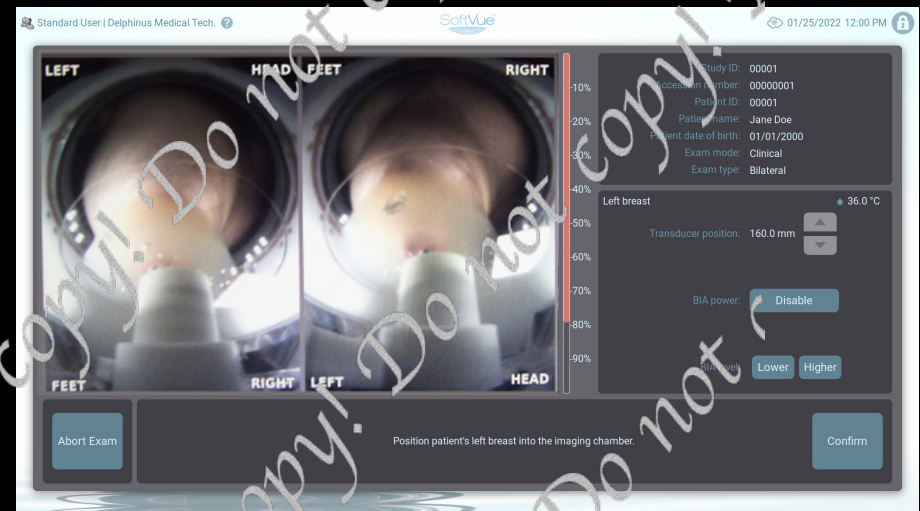 Standard User | Delphinus Medical Tech. ?
SoftVue
01/25/2022 12:00 PM
LEFT HEAD
FEET RIGHT
FEET RIGHT
LEFT HEAD
-10%
-20%
-30%
-40%
-50%
-60%
-70%
-80%
-90%
Study ID: 00001
Accession number: 00000001
Patient ID: 00001
Patient name: Jane Doe
Patient date of birth: 01/01/2000
Exam mode: Clinical
Exam type: Bilateral
Left breast 36.0 °C
Transducer position: 160.0 mm
BIA power: Disable
BIA level: Lower Higher
Abort Exam
Position patient's left breast into the imaging chamber.
Confirm
copy! Do not c
copy! Do not copy!
opy! Do not